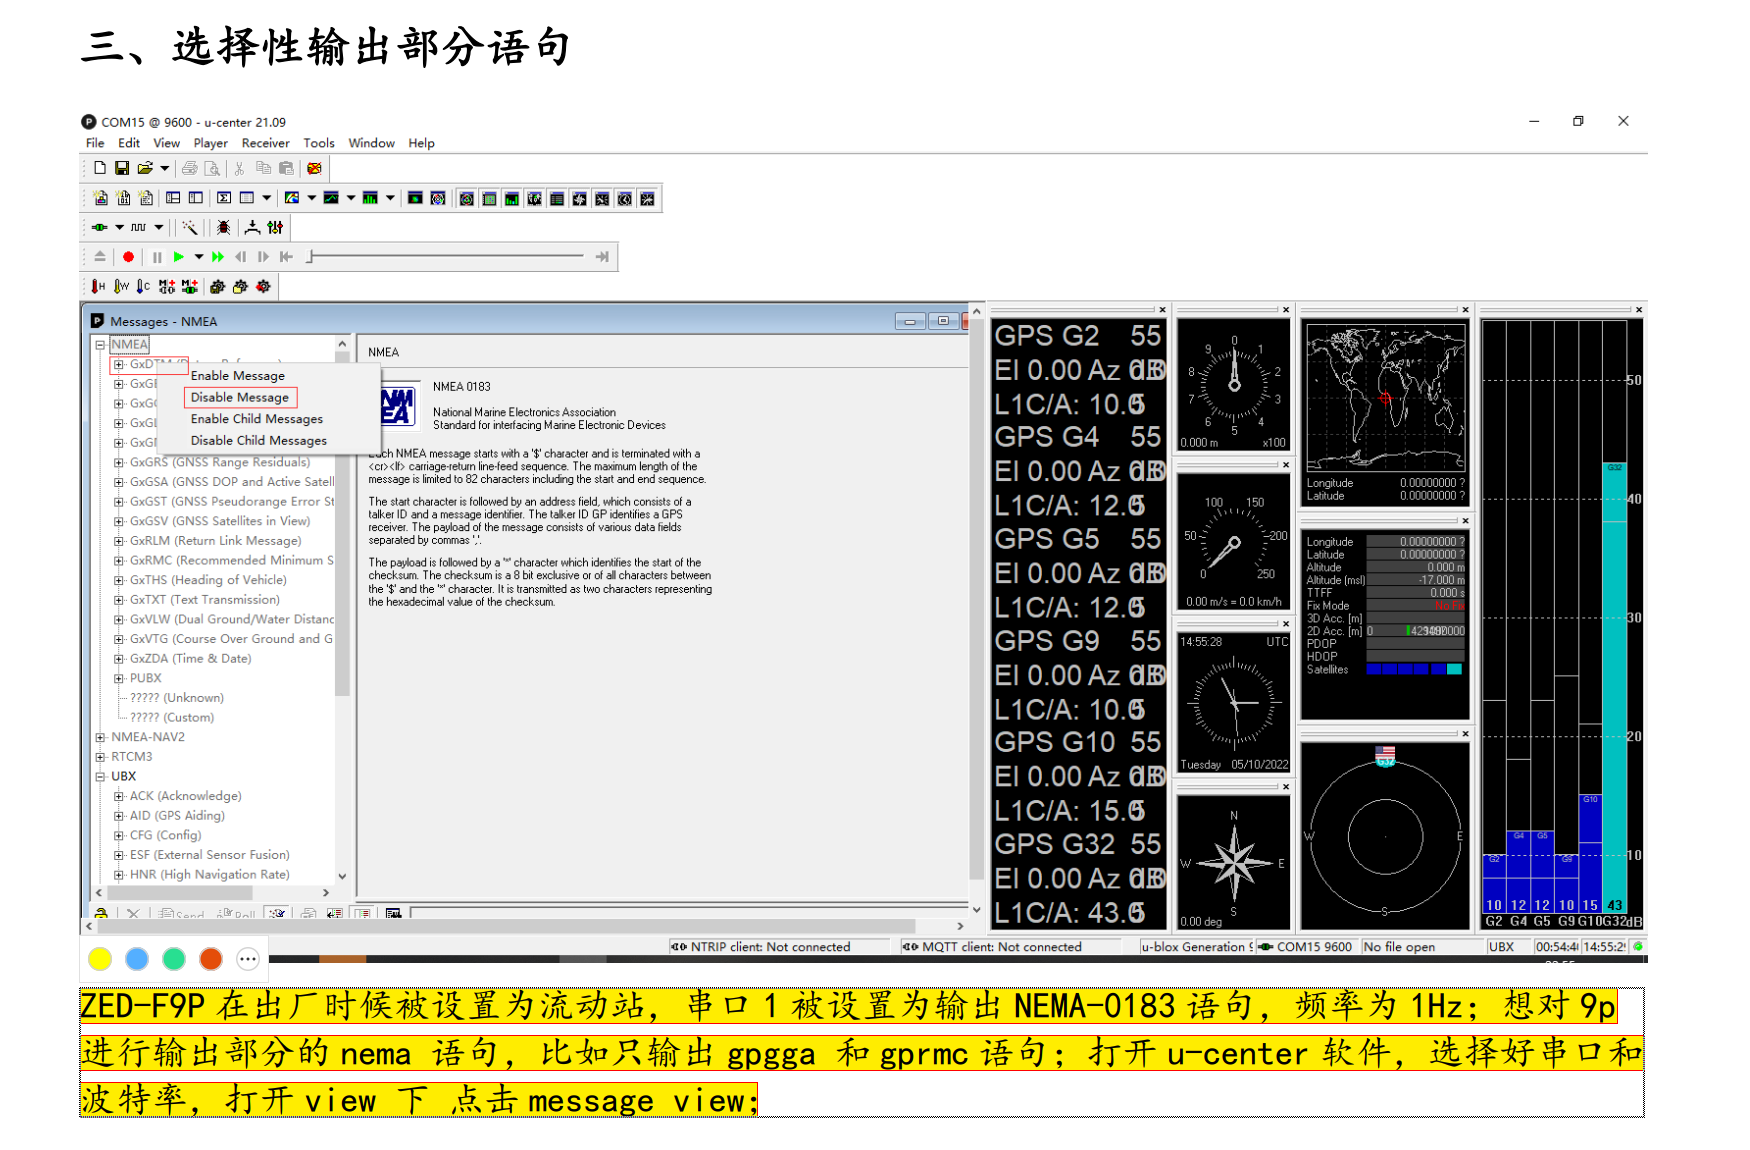 三、选择性输出部分语句
COM15 @ 9600 - u-center 21.09
File Edit View Player Receiver Tools Window Help
Messages - NMEA
NMEA
GxDTM
Enable Message
Disable Message
Enable Child Messages
Disable Child Messages
GxGRS (GNSS Range Residuals)
GxGSA (GNSS DOP and Active Satell
GxGST (GNSS Pseudorange Error St
GxGSV (GNSS Satellites in View)
GxRLM (Return Link Message)
GxRMC (Recommended Minimum S
GxTHS (Heading of Vehicle)
GxTXT (Text Transmission)
GxVLW (Dual Ground/Water Distanc
GxVTG (Course Over Ground and G
GxZDA (Time & Date)
PUBX
????? (Unknown)
????? (Custom)
NMEA-NAV2
RTCM3
UBX
ACK (Acknowledge)
AID (GPS Aiding)
CFG (Config)
ESF (External Sensor Fusion)
HNR (High Navigation Rate)
NMEA
NMEA 0183
National Marine Electronics Association
Standard for interfacing Marine Electronic Devices
Each NMEA message starts with a '$' character and is terminated with a
<cr><lf> carriage-return line-feed sequence. The maximum length of the
message is limited to 82 characters including the start and end sequence.
The start character is followed by an address field, which consists of a
talker ID and a message identifier. The talker ID GP identifies a GPS
receiver. The payload of the message consists of various data fields
separated by commas ','.
The payload is followed by a '*' character which identifies the start of the
checksum. The checksum is a 8 bit exclusive or of all characters between
the '$' and the '*' character. It is transmitted as two characters representing
the hexadecimal value of the checksum.
GPS G2 55
El 0.00 Az
L1C/A: 10.0
GPS G4 55
El 0.00 Az
L1C/A: 12.0
GPS G5 55
El 0.00 Az
L1C/A: 12.0
GPS G9 55
El 0.00 Az
L1C/A: 10.0
GPS G10 55
El 0.00 Az
L1C/A: 15.0
GPS G32 55
El 0.00 Az
L1C/A: 43.0
0 1 2 3 4 5 6 7 8 9
0.000 m x100
0 50 100 150 200 250
0.00 m/s = 0.0 km/h
14:55:28 UTC
Tuesday 05/10/2022
N
W E
S
0.00 deg
Longitude 0.00000000 ?
Latitude 0.00000000 ?
Longitude 0.00000000 ?
Latitude 0.00000000 ?
Altitude 0.000 m
Altitude (msl) -17.000 m
TTFF 0.000 s
Fix Mode
3D Acc. [m]
2D Acc. [m] 0
PDOP
HDOP
Satellites
G32
W E
S
50
40
30
20
10
G32
G10
G4 G5
G2 G9
10 12 12 10 15 43
G2 G4 G5 G9 G10 G32 dB
NTRIP client: Not connected MQTT client: Not connected u-blox Generation 9 COM15 9600 No file open UBX 00:54:4 14:55:2
ZED-F9P 在出厂时候被设置为流动站，串口 1 被设置为输出 NEMA-0183 语句，频率为 1Hz；想对 9p
进行输出部分的 nema 语句，比如只输出 gpgga 和 gprmc 语句；打开 u-center 软件，选择好串口和
波特率，打开 view 下 点击 message view;